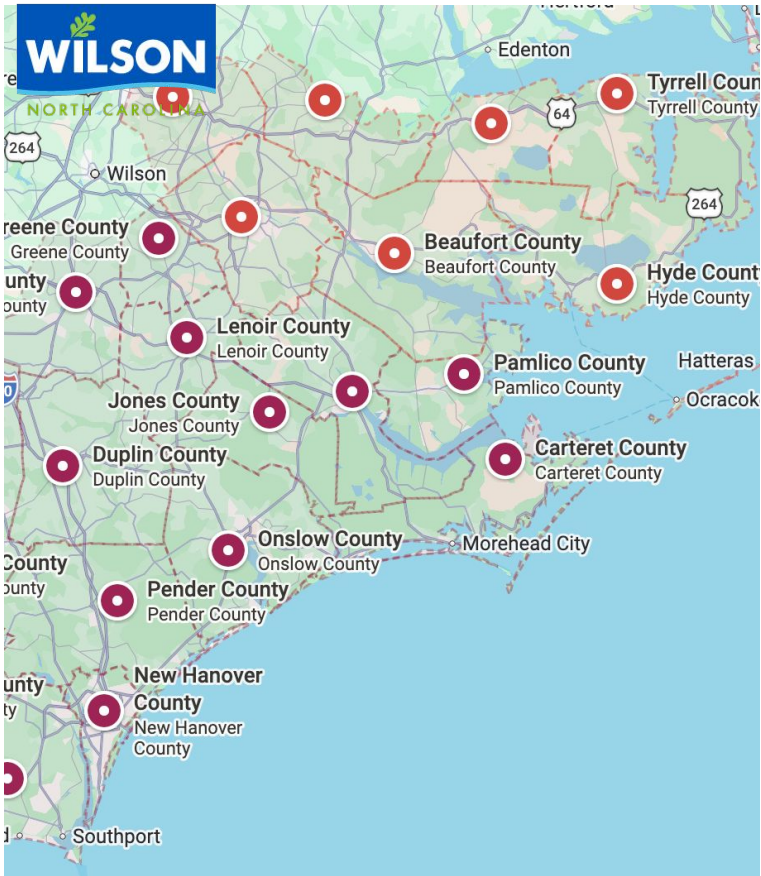 WILSON
NORTH CAROLINA
Edenton
Tyrrell Coun
Tyrrell County
64
264
Wilson
264
reene County
Greene County
Beaufort County
Beaufort County
unty
ounty
Hyde County
Hyde County
Lenoir County
Lenoir County
Pamlico County
Pamlico County
Hatteras
Jones County
Jones County
Ocracok
Carteret County
Carteret County
Duplin County
Duplin County
Onslow County
Onslow County
Morehead City
County
ounty
Pender County
Pender County
New Hanover
County
New Hanover
County
unty
ty
Southport